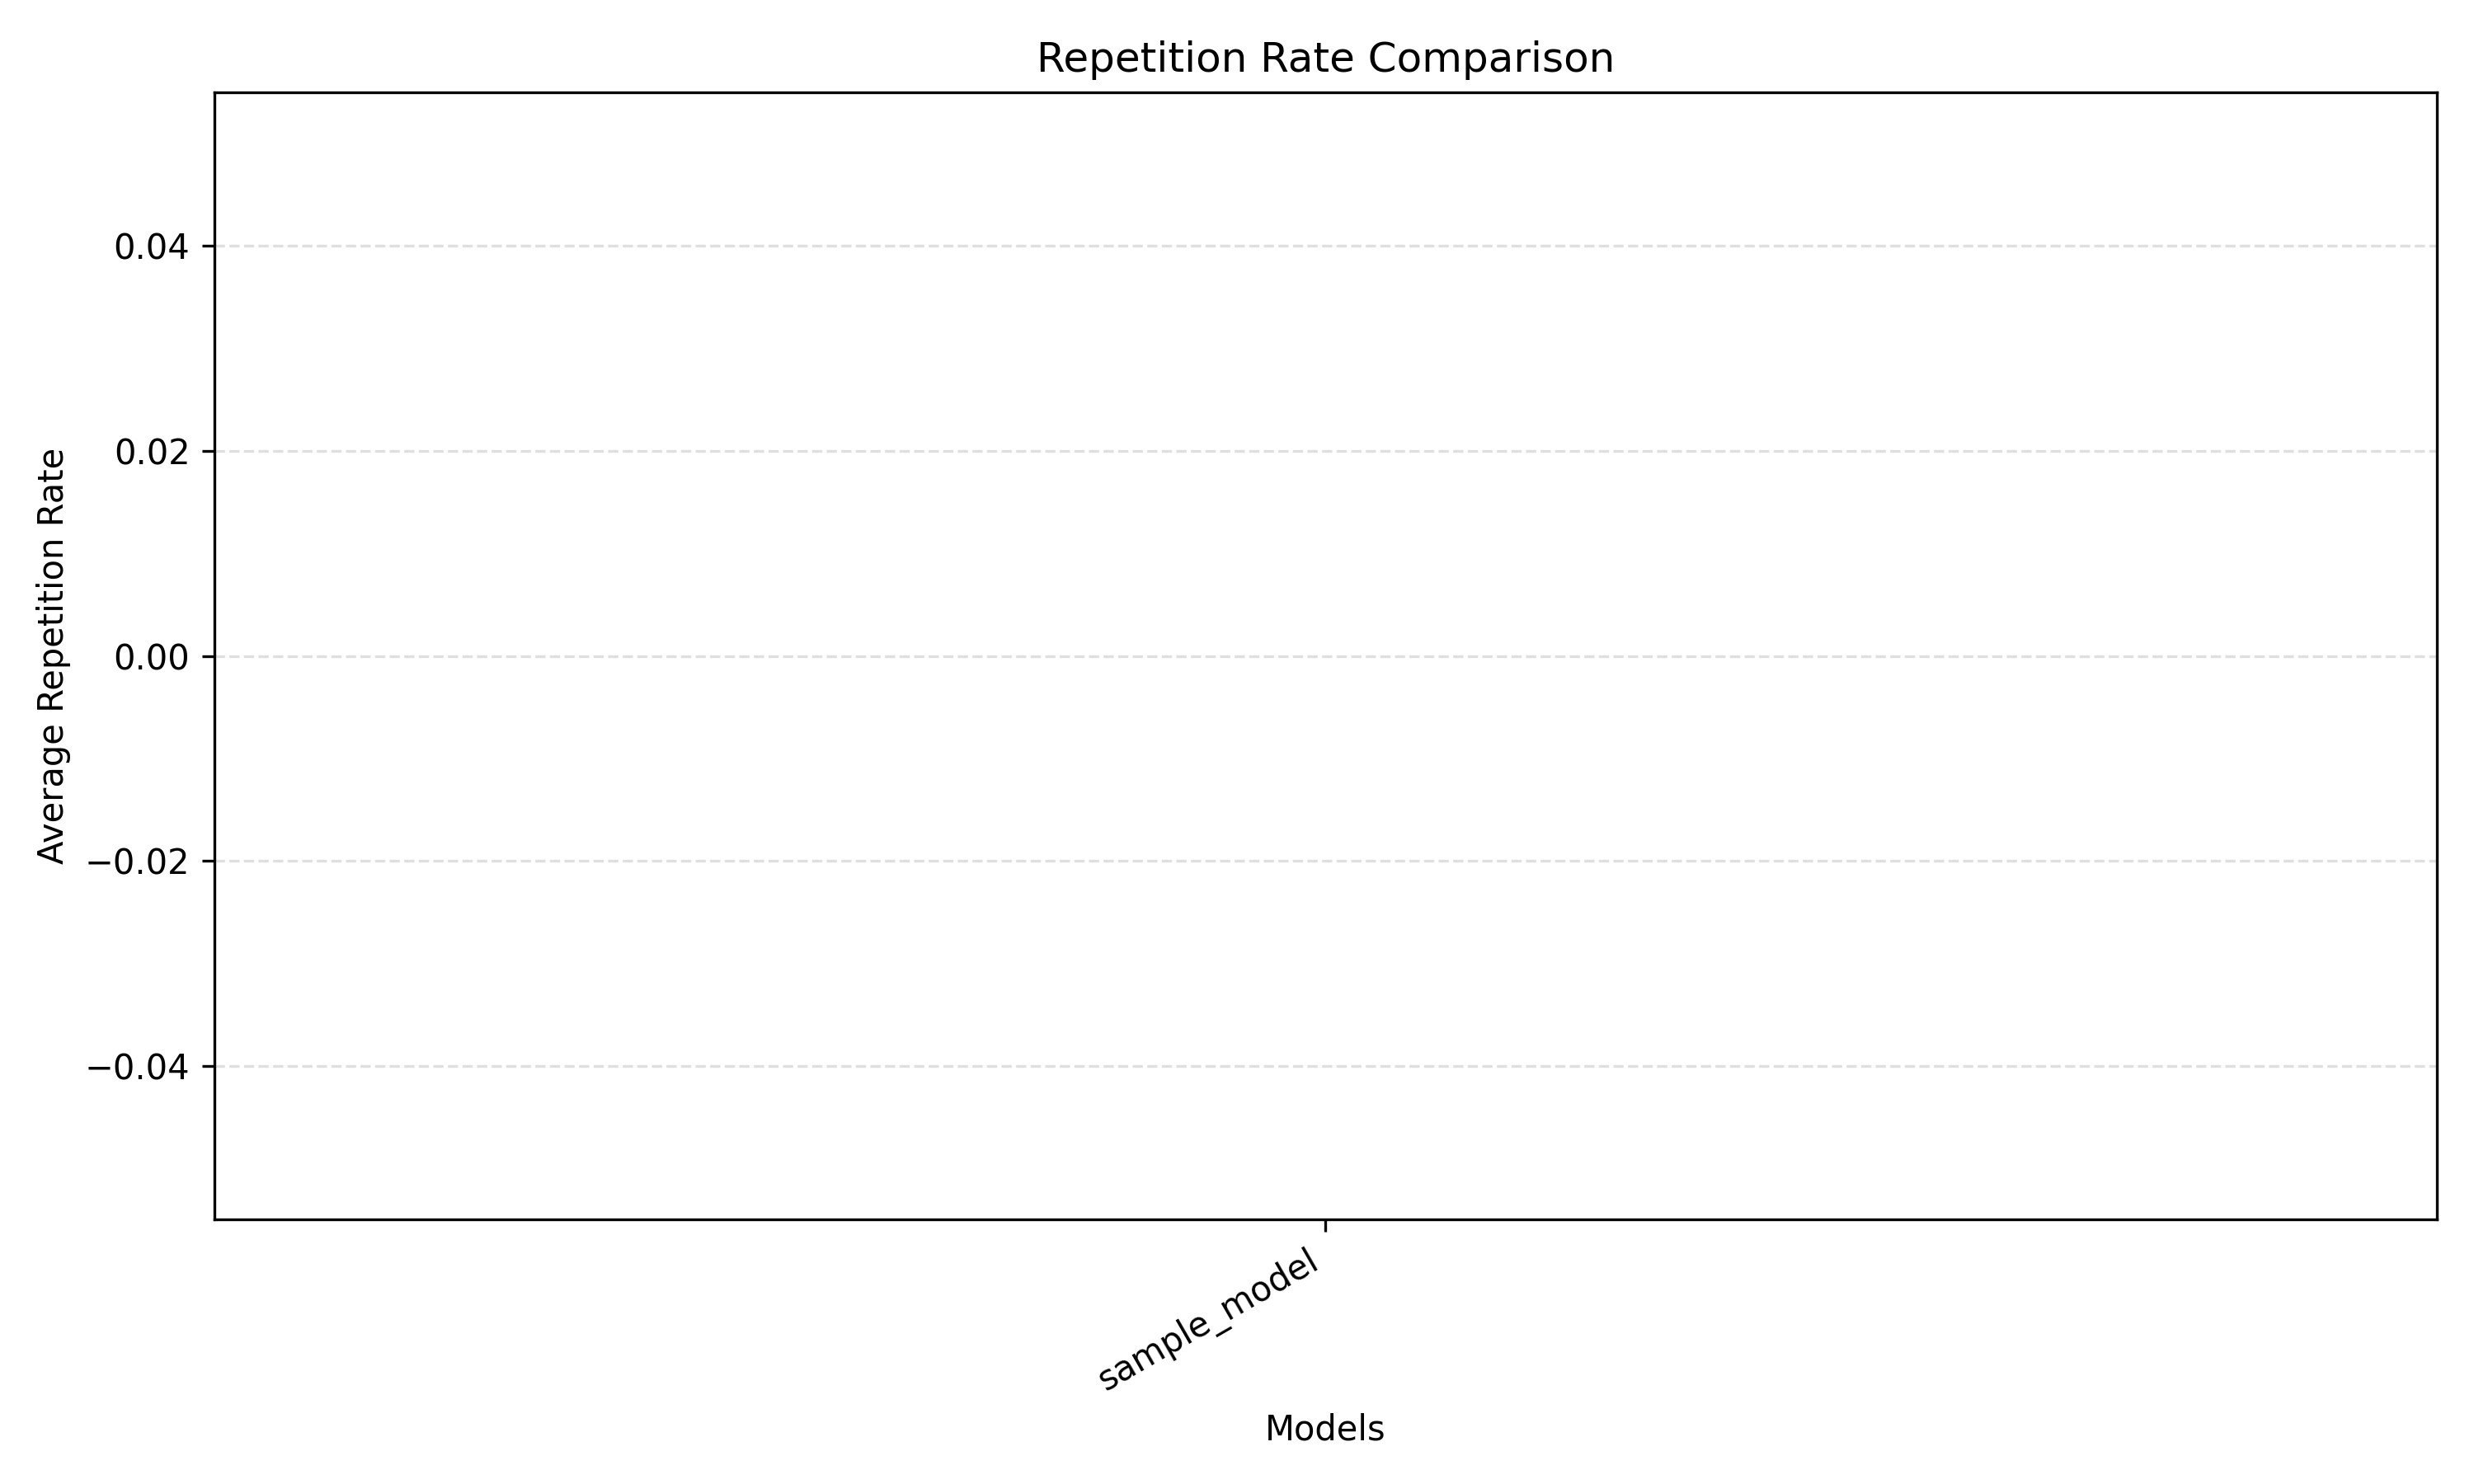 Repetition Rate Comparison
Average Repetition Rate
0.04
0.02
0.00
−0.02
−0.04
sample_model
Models